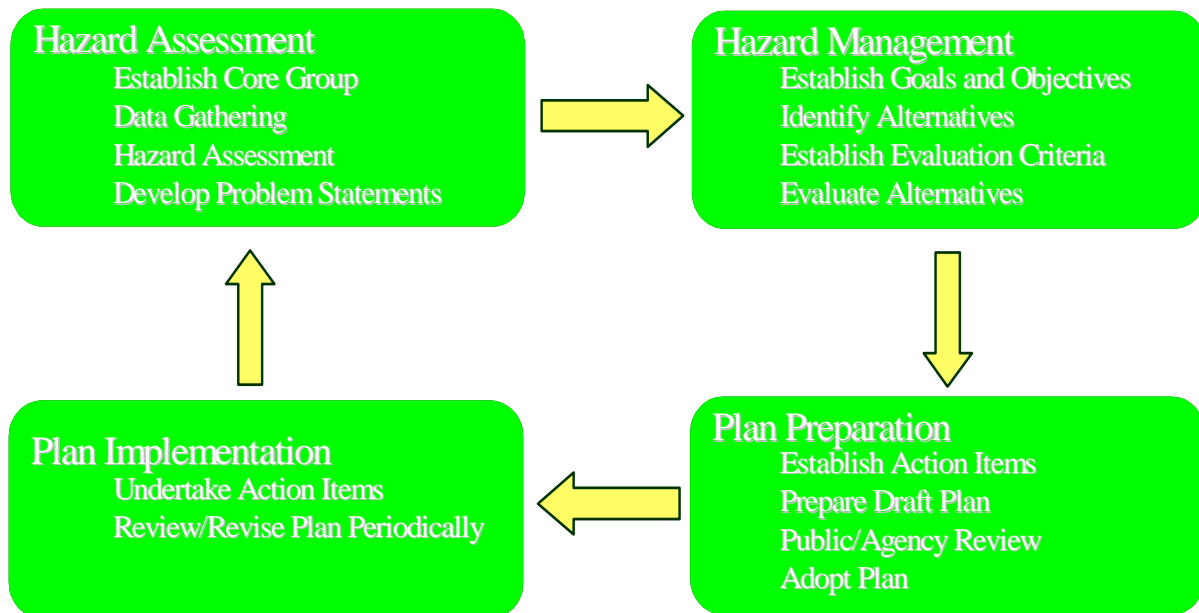 Hazard Assessment
Establish Core Group
Data Gathering
Hazard Assessment
Develop Problem Statements
Hazard Management
Establish Goals and Objectives
Identify Alternatives
Establish Evaluation Criteria
Evaluate Alternatives
Plan Implementation
Undertake Action Items
Review/Revise Plan Periodically
Plan Preparation
Establish Action Items
Prepare Draft Plan
Public/Agency Review
Adopt Plan